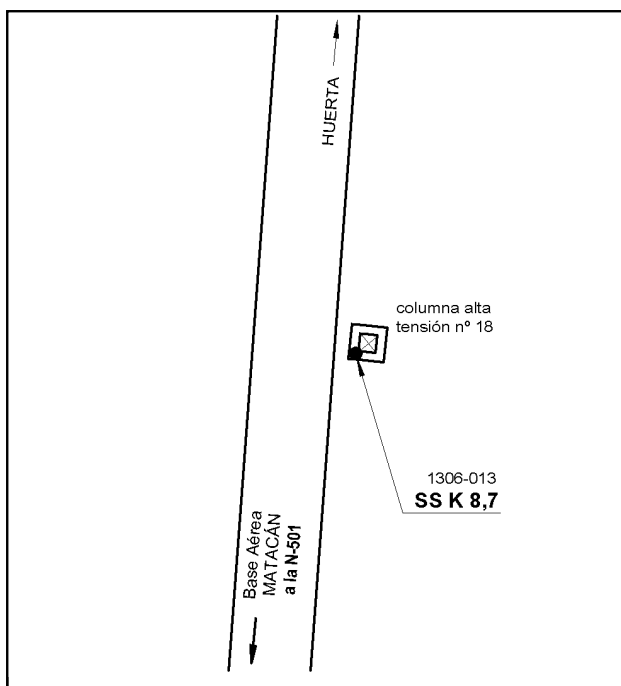 HUERTA
columna alta
tensión nº 18
1306-013
SS K 8,7
Base Aérea
MATACÁN
a la N-501